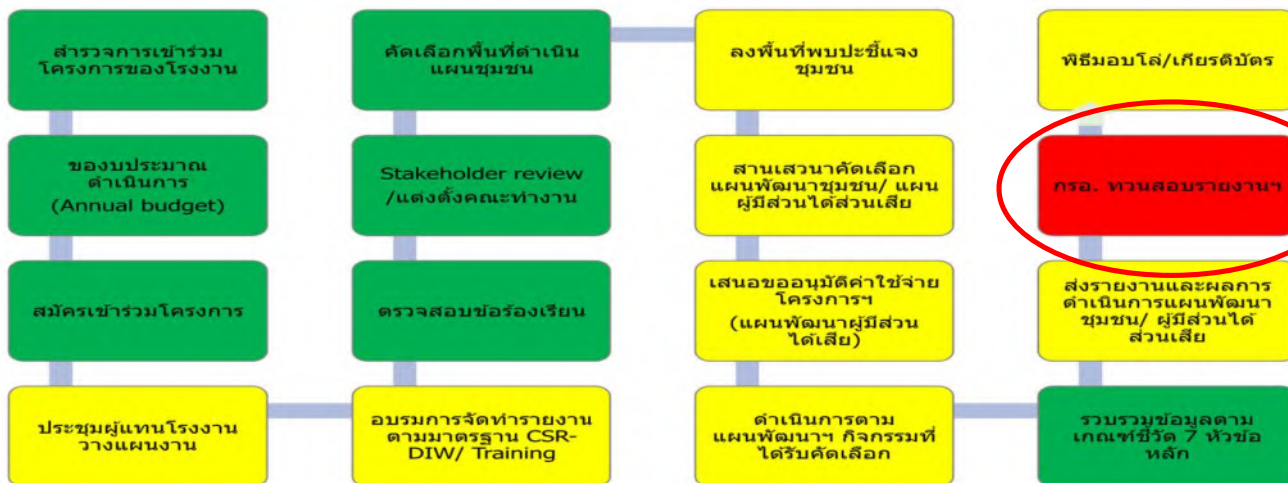 สำรวจการเข้าร่วม
โครงการของโรงงาน
ของบประมาณ
ดำเนินการ
(Annual budget)
สมัครเข้าร่วมโครงการ
ประชุมผู้แทนโรงงาน
วางแผนงาน
อบรมการจัดทำรายงาน
ตามมาตรฐาน CSR-
DIW/ Training
ตรวจสอบข้อร้องเรียน
Stakeholder review
/แต่งตั้งคณะทำงาน
คัดเลือกพื้นที่ดำเนิน
แผนชุมชน
ลงพื้นที่พบปะชี้แจง
ชุมชน
สานเสวนาคัดเลือก
แผนพัฒนาชุมชน/ แผน
ผู้มีส่วนได้ส่วนเสีย
เสนอขออนุมัติค่าใช้จ่าย
โครงการฯ
(แผนพัฒนาผู้มีส่วน
ได้เสีย)
ดำเนินการตาม
แผนพัฒนาฯ กิจกรรมที่
ได้รับคัดเลือก
รวบรวมข้อมูลตาม
เกณฑ์ชี้วัด 7 หัวข้อ
หลัก
ส่งรายงานและผลการ
ดำเนินการแผนพัฒนา
ชุมชน/ ผู้มีส่วนได้
ส่วนเสีย
กรอ. ทวนสอบรายงานฯ
พิธีมอบโล่/เกียรติบัตร